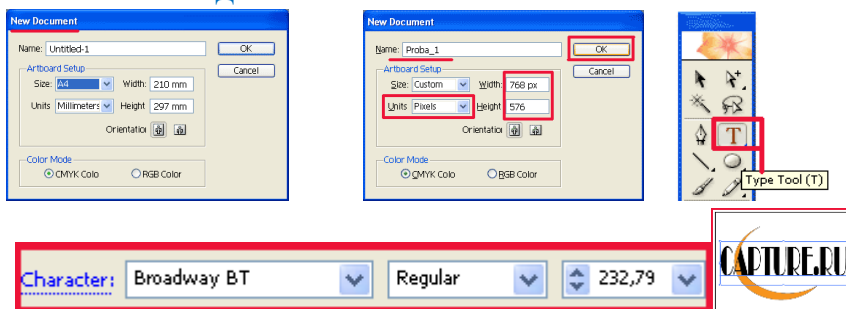 New Document
Name: Untitled-1
OK
Artboard Setup
Cancel
Size: A4
Width: 210 mm
Units Millimeters
Height 297 mm
Orientatioı
Color Mode
CMYK Colo
RGB Color
New Document
Name: Proba_1
OK
Artboard Setup
Cancel
Size: Custom
Width: 768 px
Units Pixels
Height 576
Orientatioı
Color Mode
CMYK Colo
RGB Color
T
Type Tool (T)
Character: Broadway BT
Regular
232,79
CAPTURE.RU